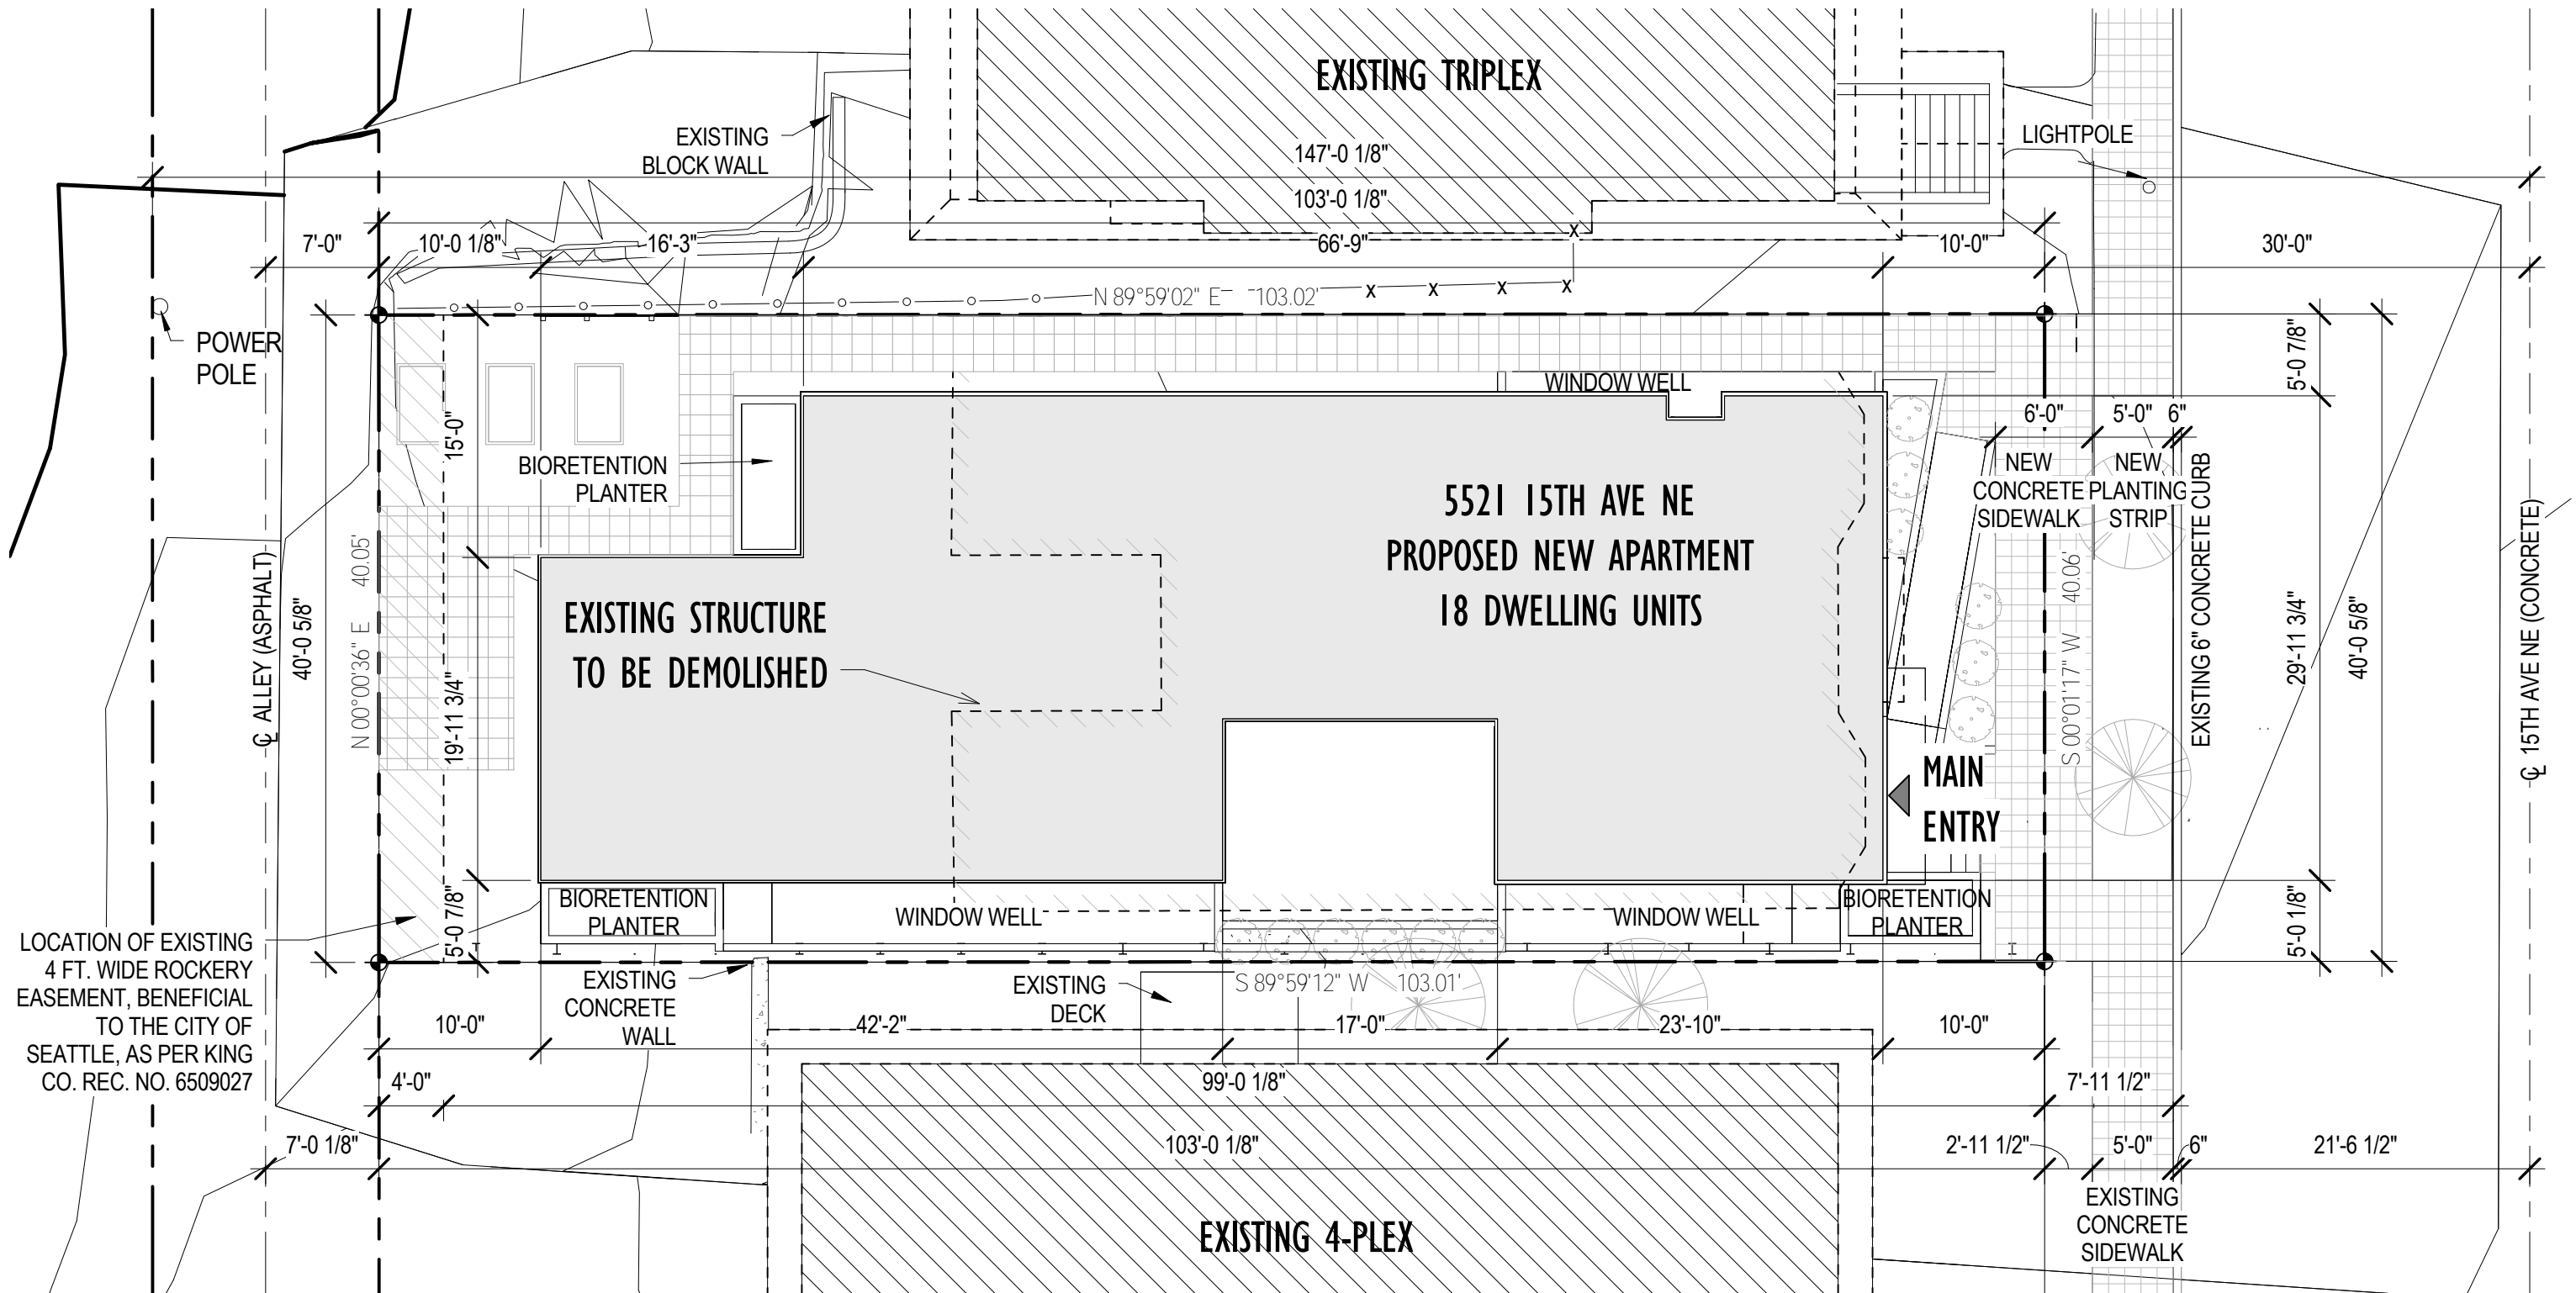 EXISTING TRIPLEX
EXISTING
BLOCK WALL
LIGHTPOLE
147'-0 1/8"
103'-0 1/8"
7'-0"
10'-0 1/8"
16'-3"
66'-9"
X
10'-0"
30'-0"
N 89°59'02" E
103.02'
X
X
X
X
POWER
POLE
WINDOW WELL
5'-0 7/8"
15'-0"
6'-0"
5'-0"
6"
BIORETENTION
PLANTER
NEW
CONCRETE
SIDEWALK
NEW
PLANTING
STRIP
EXISTING 6" CONCRETE CURB
5521 15TH AVE NE
PROPOSED NEW APARTMENT
18 DWELLING UNITS
℄ ALLEY (ASPHALT)
40'-0 5/8"
N 00°00'36" E 40.05'
19'-11 3/4"
EXISTING STRUCTURE
TO BE DEMOLISHED
S 00°01'17" W 40.06'
29'-11 3/4"
40'-0 5/8"
℄ 15TH AVE NE (CONCRETE)
MAIN
ENTRY
BIORETENTION
PLANTER
WINDOW WELL
WINDOW WELL
BIORETENTION
PLANTER
5'-0 7/8"
5'-0 1/8"
LOCATION OF EXISTING
4 FT. WIDE ROCKERY
EASEMENT, BENEFICIAL
TO THE CITY OF
SEATTLE, AS PER KING
CO. REC. NO. 6509027
EXISTING
CONCRETE
WALL
EXISTING
DECK
S 89°59'12" W
103.01'
10'-0"
42'-2"
17'-0"
23'-10"
10'-0"
4'-0"
99'-0 1/8"
7'-11 1/2"
7'-0 1/8"
103'-0 1/8"
2'-11 1/2"
5'-0"
6"
21'-6 1/2"
EXISTING
CONCRETE
SIDEWALK
EXISTING 4-PLEX